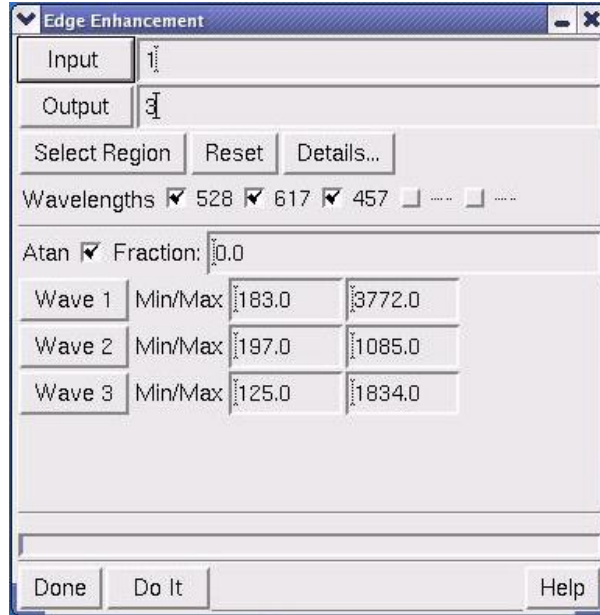 Edge Enhancement
Input 1
Output 3
Select Region Reset Details...
Wavelengths 528 617 457 ---- ----
Atan Fraction: 0.0
Wave 1 Min/Max 183.0 3772.0
Wave 2 Min/Max 197.0 1085.0
Wave 3 Min/Max 125.0 1834.0
Done Do It Help